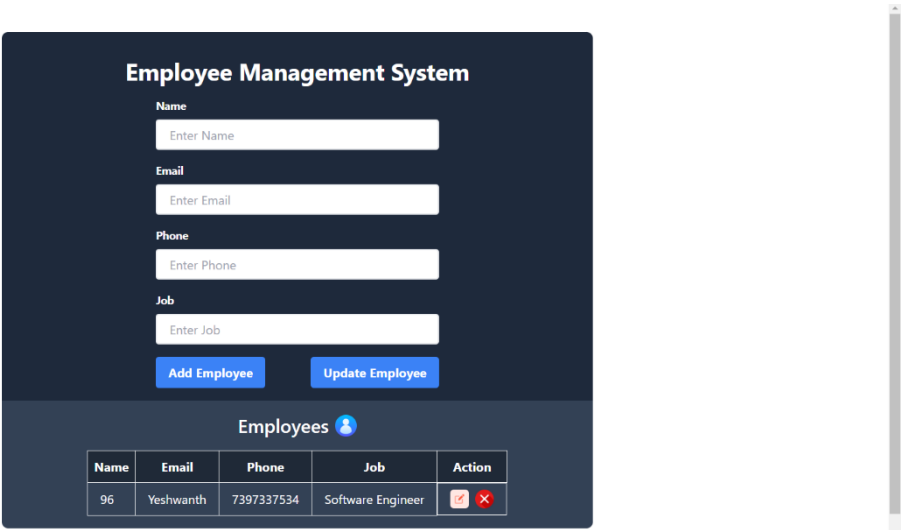 Employee Management System
Name
Enter Name
Email
Enter Email
Phone
Enter Phone
Job
Enter Job
Add Employee Update Employee
Employees
Name Email Phone Job Action
96 Yeshwanth 7397337534 Software Engineer